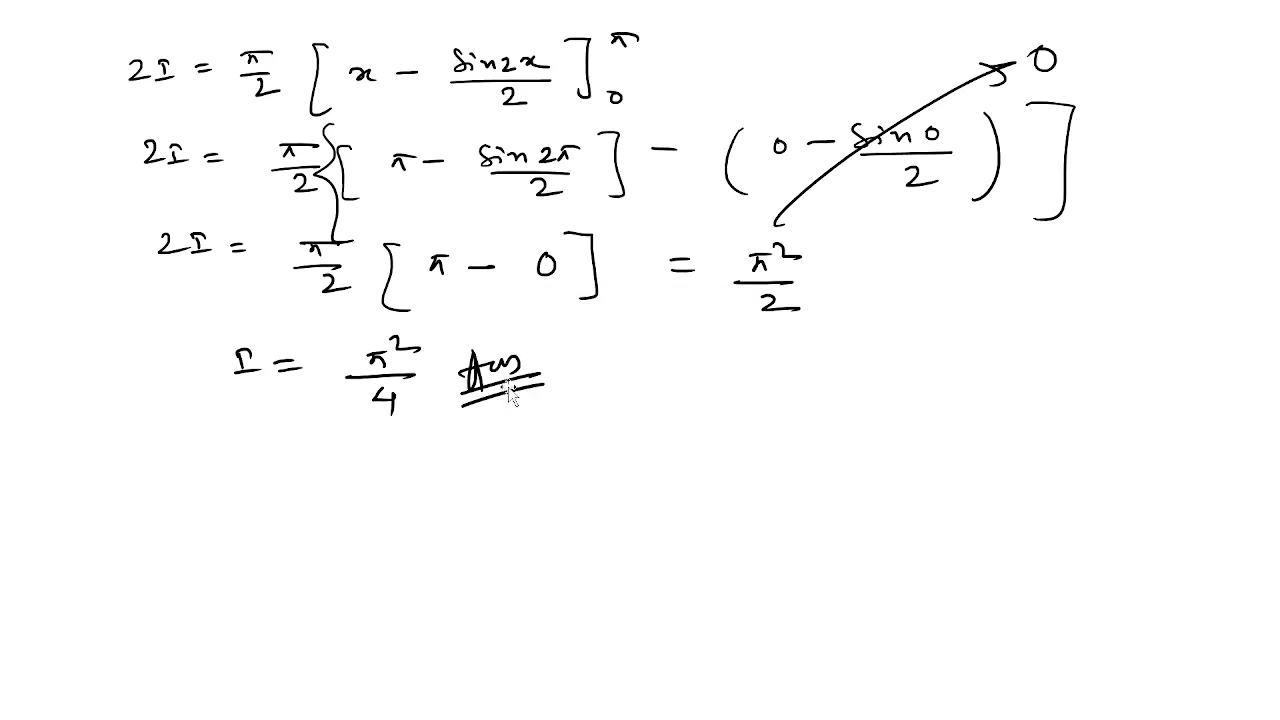 2I = π/2 [ x - sin2x/2 ]₀^π
2I = π/2 { [ π - sin2π/2 ] - ( 0 - sin0/2 ) ] → 0
2I = π/2 [ π - 0 ] = π²/2
I = π²/4 Ans